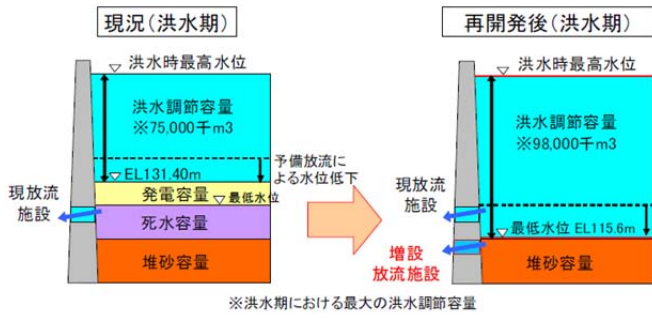 現況(洪水期)
▽ 洪水時最高水位
洪水調節容量
※75,000千m3
予備放流に
よる水位低下
▽EL131.40m
発電容量
▽ 最低水位
現放流
施設
死水容量
堆砂容量
再開発後(洪水期)
▽ 洪水時最高水位
洪水調節容量
※98,000千m3
現放流
施設
▽ 最低水位 EL115.6m
増設
放流施設
堆砂容量
※洪水期における最大の洪水調節容量